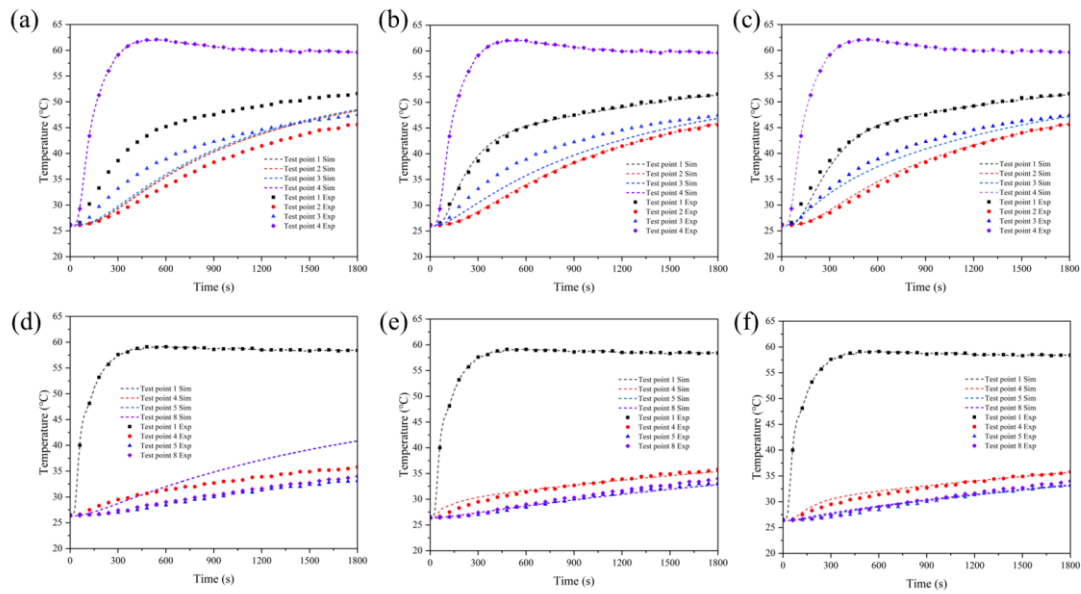 (a)
65
60
55
50
45
40
35
30
25
20
Temperature (°C)
Test point 1 Sim
Test point 2 Sim
Test point 3 Sim
Test point 4 Sim
Test point 1 Exp
Test point 2 Exp
Test point 3 Exp
Test point 4 Exp
0 300 600 900 1200 1500 1800
Time (s)
(b)
65
60
55
50
45
40
35
30
25
20
Temperature (°C)
Test point 1 Sim
Test point 2 Sim
Test point 3 Sim
Test point 4 Sim
Test point 1 Exp
Test point 2 Exp
Test point 3 Exp
Test point 4 Exp
0 300 600 900 1200 1500 1800
Time (s)
(c)
65
60
55
50
45
40
35
30
25
20
Temperature (°C)
Test point 1 Sim
Test point 2 Sim
Test point 3 Sim
Test point 4 Sim
Test point 1 Exp
Test point 2 Exp
Test point 3 Exp
Test point 4 Exp
0 300 600 900 1200 1500 1800
Time (s)
(d)
65
60
55
50
45
40
35
30
25
20
Temperature (°C)
Test point 1 Sim
Test point 4 Sim
Test point 5 Sim
Test point 8 Sim
Test point 1 Exp
Test point 4 Exp
Test point 5 Exp
Test point 8 Exp
0 300 600 900 1200 1500 1800
Time (s)
(e)
65
60
55
50
45
40
35
30
25
20
Temperature (°C)
Test point 1 Sim
Test point 4 Sim
Test point 5 Sim
Test point 8 Sim
Test point 1 Exp
Test point 4 Exp
Test point 5 Exp
Test point 8 Exp
0 300 600 900 1200 1500 1800
Time (s)
(f)
65
60
55
50
45
40
35
30
25
20
Temperature (°C)
Test point 1 Sim
Test point 4 Sim
Test point 5 Sim
Test point 8 Sim
Test point 1 Exp
Test point 4 Exp
Test point 5 Exp
Test point 8 Exp
0 300 600 900 1200 1500 1800
Time (s)